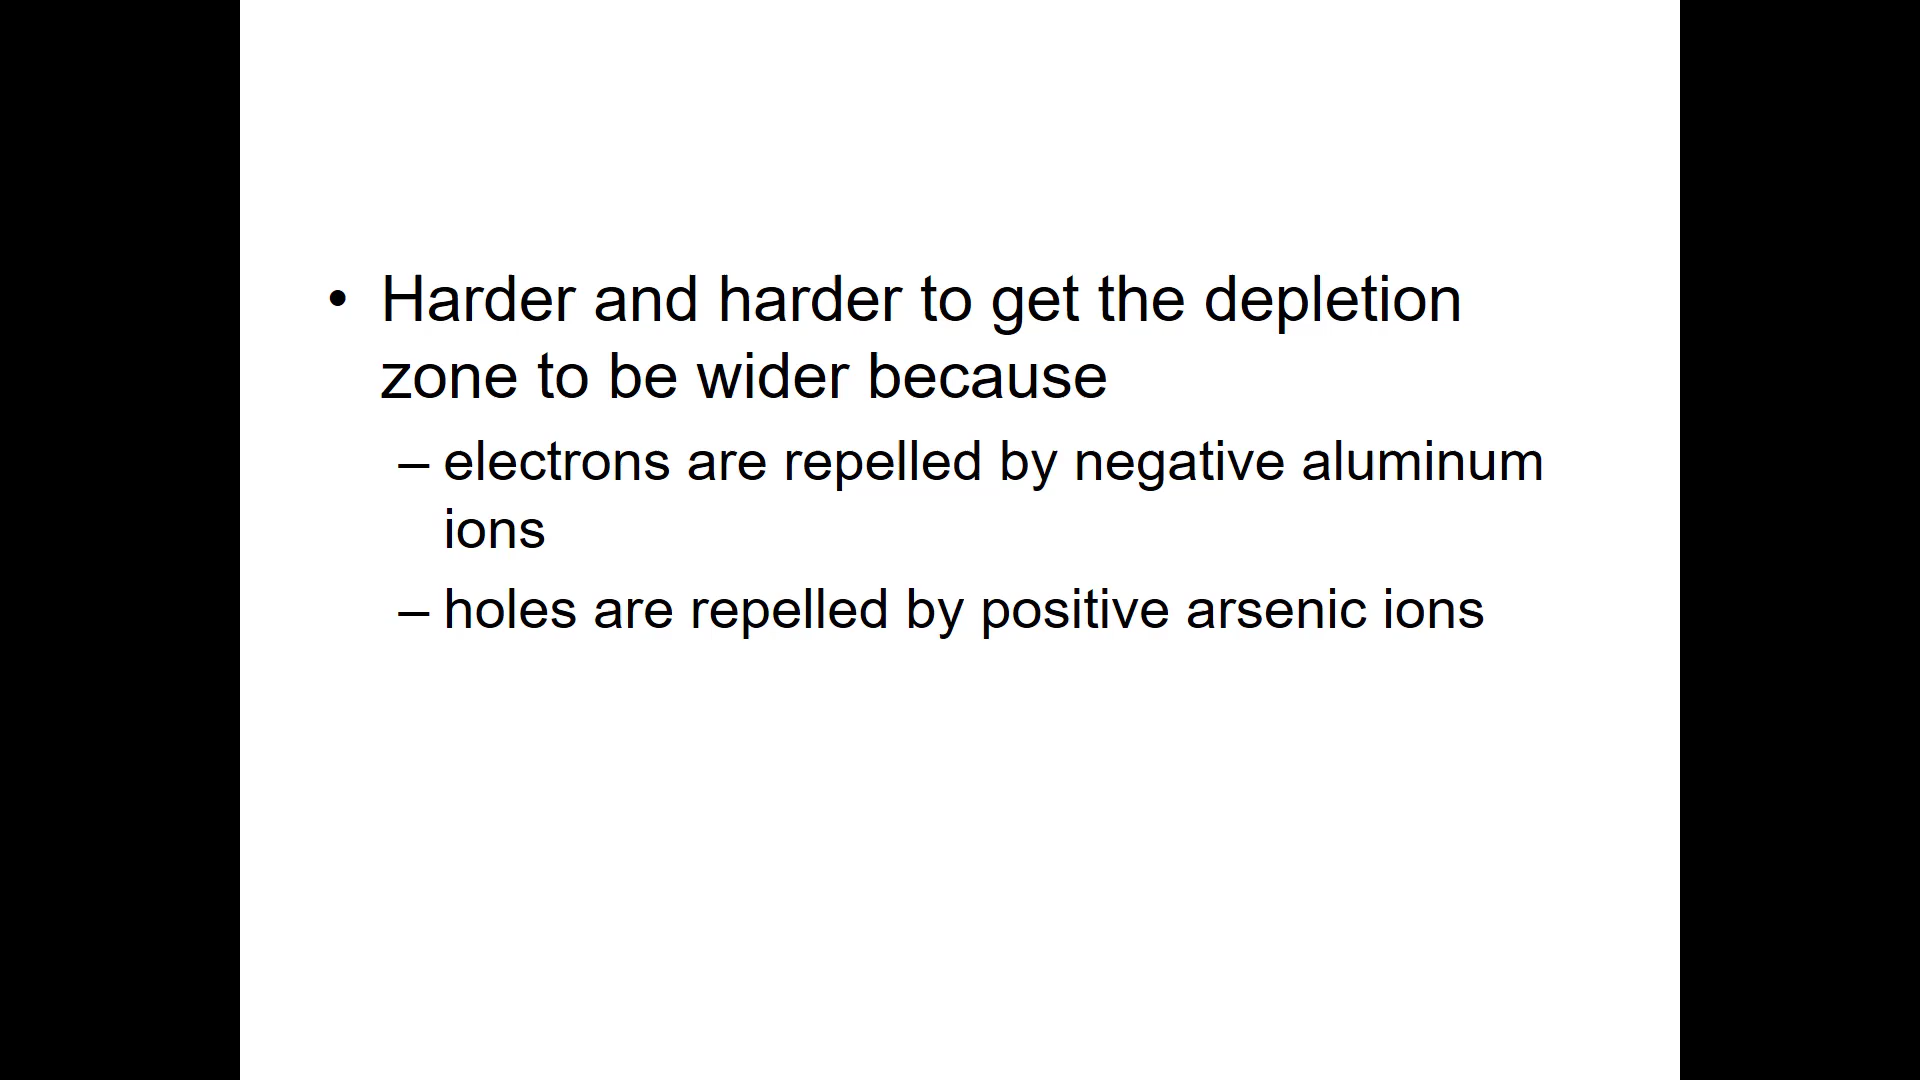 • Harder and harder to get the depletion
zone to be wider because
– electrons are repelled by negative aluminum
ions
– holes are repelled by positive arsenic ions